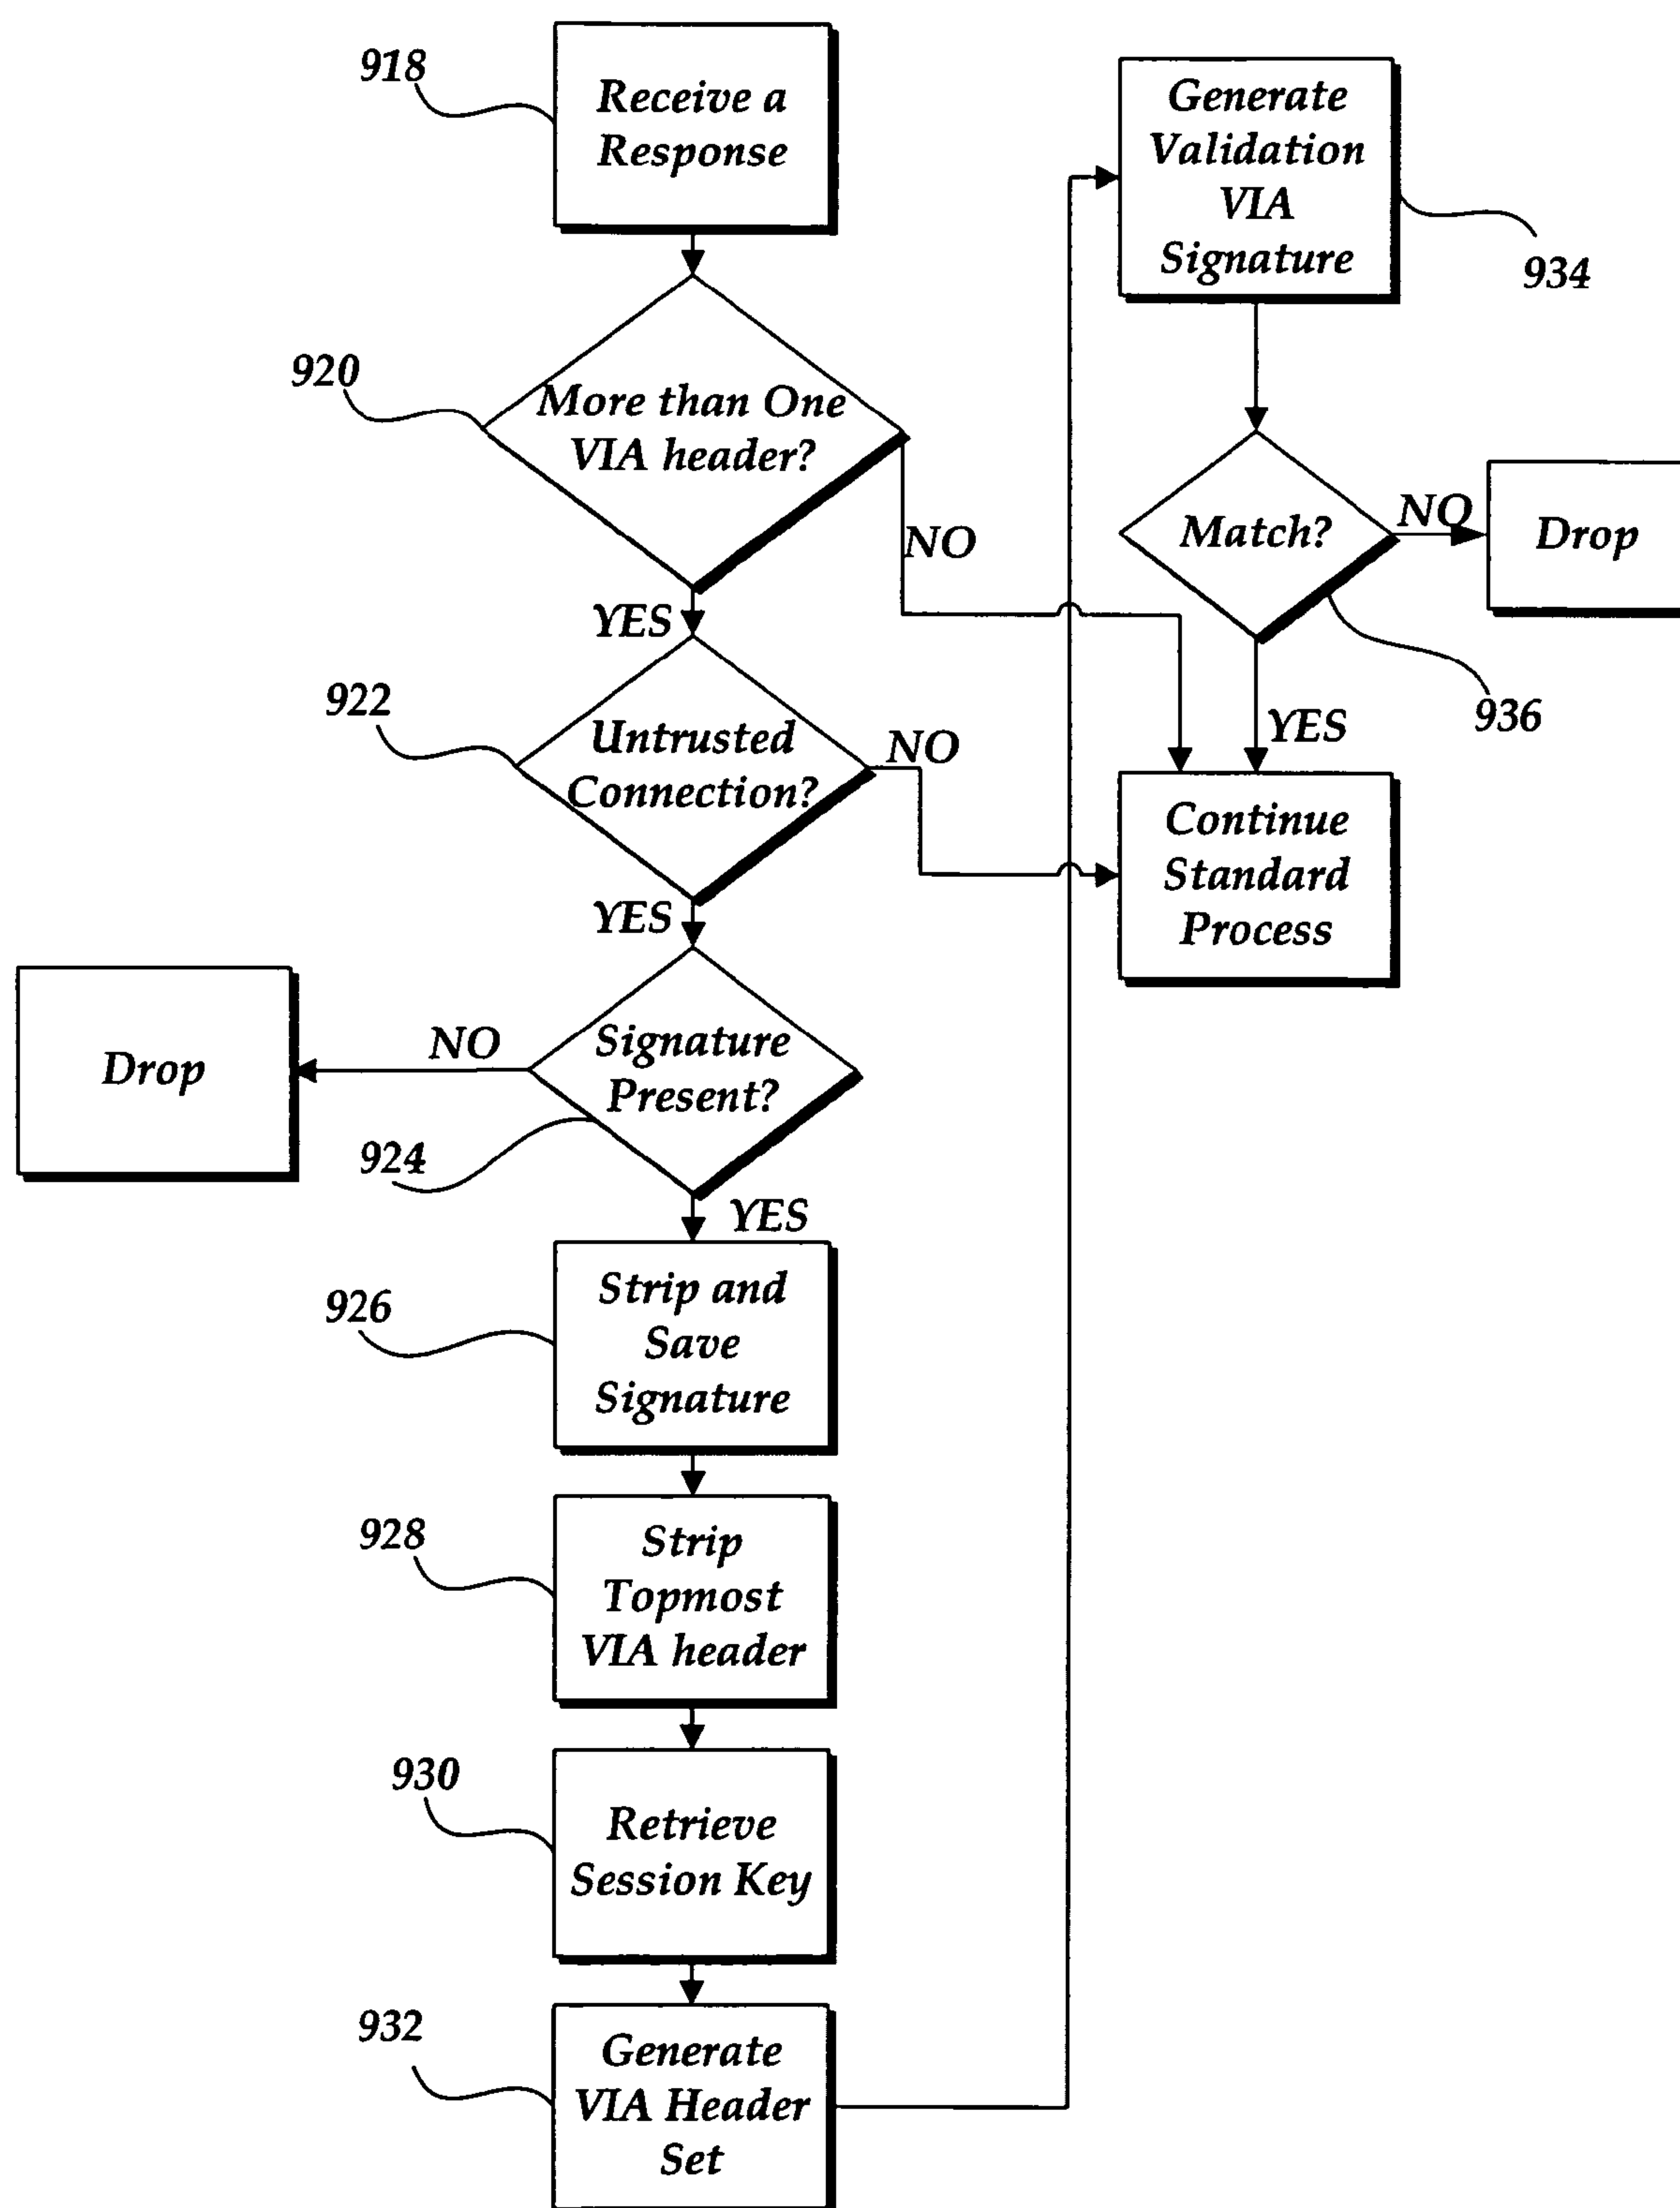 918
Receive a
Response
920
More than One
VIA header?
NO
YES
922
Untrusted
Connection?
NO
YES
Drop
NO
Signature
Present?
924
YES
926
Strip and
Save
Signature
928
Strip
Topmost
VIA header
930
Retrieve
Session Key
932
Generate
VIA Header
Set
Generate
Validation
VIA
Signature
934
Match?
NO
Drop
936
YES
Continue
Standard
Process